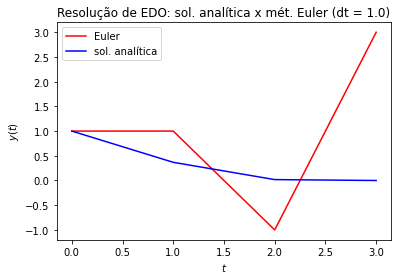 Resolução de EDO: sol. analítica x mét. Euler (dt = 1.0)
Euler
sol. analítica
3.0
2.5
2.0
1.5
1.0
0.5
0.0
−0.5
−1.0
y(t)
0.0 0.5 1.0 1.5 2.0 2.5 3.0
t